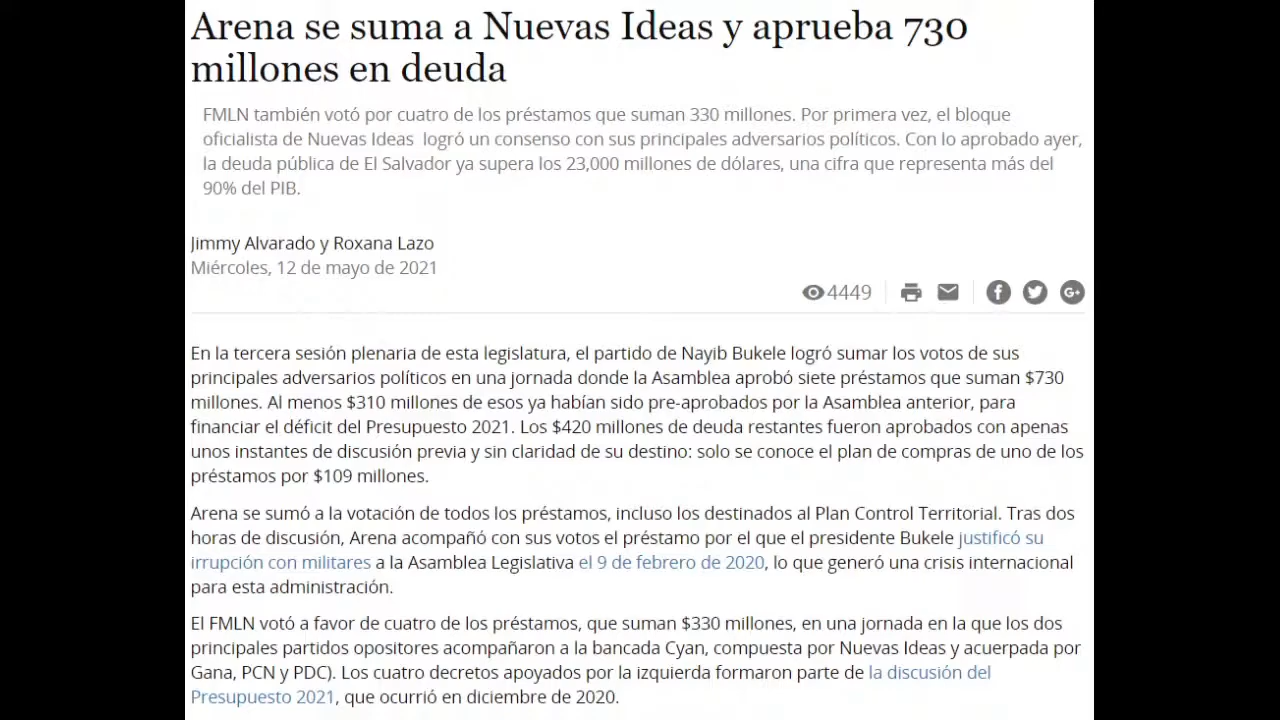 Arena se suma a Nuevas Ideas y aprueba 730
millones en deuda
FMLN también votó por cuatro de los préstamos que suman 330 millones. Por primera vez, el bloque
oficialista de Nuevas Ideas logró un consenso con sus principales adversarios políticos. Con lo aprobado ayer,
la deuda pública de El Salvador ya supera los 23,000 millones de dólares, una cifra que representa más del
90% del PIB.
Jimmy Alvarado y Roxana Lazo
Miércoles, 12 de mayo de 2021
4449
En la tercera sesión plenaria de esta legislatura, el partido de Nayib Bukele logró sumar los votos de sus
principales adversarios políticos en una jornada donde la Asamblea aprobó siete préstamos que suman $730
millones. Al menos $310 millones de esos ya habían sido pre-aprobados por la Asamblea anterior, para
financiar el déficit del Presupuesto 2021. Los $420 millones de deuda restantes fueron aprobados con apenas
unos instantes de discusión previa y sin claridad de su destino: solo se conoce el plan de compras de uno de los
préstamos por $109 millones.
Arena se sumó a la votación de todos los préstamos, incluso los destinados al Plan Control Territorial. Tras dos
horas de discusión, Arena acompañó con sus votos el préstamo por el que el presidente Bukele justificó su
irrupción con militares a la Asamblea Legislativa el 9 de febrero de 2020, lo que generó una crisis internacional
para esta administración.
El FMLN votó a favor de cuatro de los préstamos, que suman $330 millones, en una jornada en la que los dos
principales partidos opositores acompañaron a la bancada Cyan, compuesta por Nuevas Ideas y acuerpada por
Gana, PCN y PDC). Los cuatro decretos apoyados por la izquierda formaron parte de la discusión del
Presupuesto 2021, que ocurrió en diciembre de 2020.